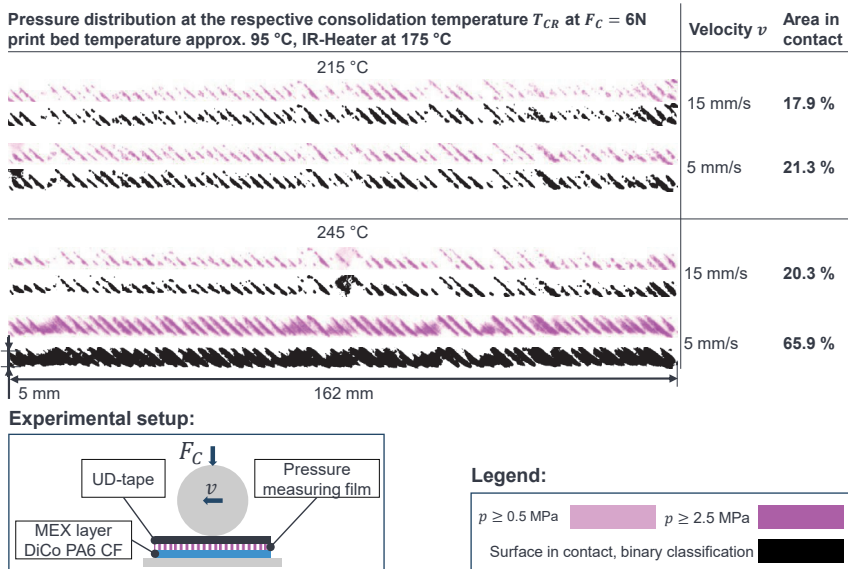 Pressure distribution at the respective consolidation temperature T_CR at F_C = 6N
print bed temperature approx. 95 °C, IR-Heater at 175 °C
Velocity v
Area in
contact
215 °C
15 mm/s
17.9 %
5 mm/s
21.3 %
245 °C
15 mm/s
20.3 %
5 mm/s
65.9 %
5 mm
162 mm
Experimental setup:
F_C
UD-tape
v
Pressure
measuring film
MEX layer
DiCo PA6 CF
Legend:
p ≥ 0.5 MPa
p ≥ 2.5 MPa
Surface in contact, binary classification